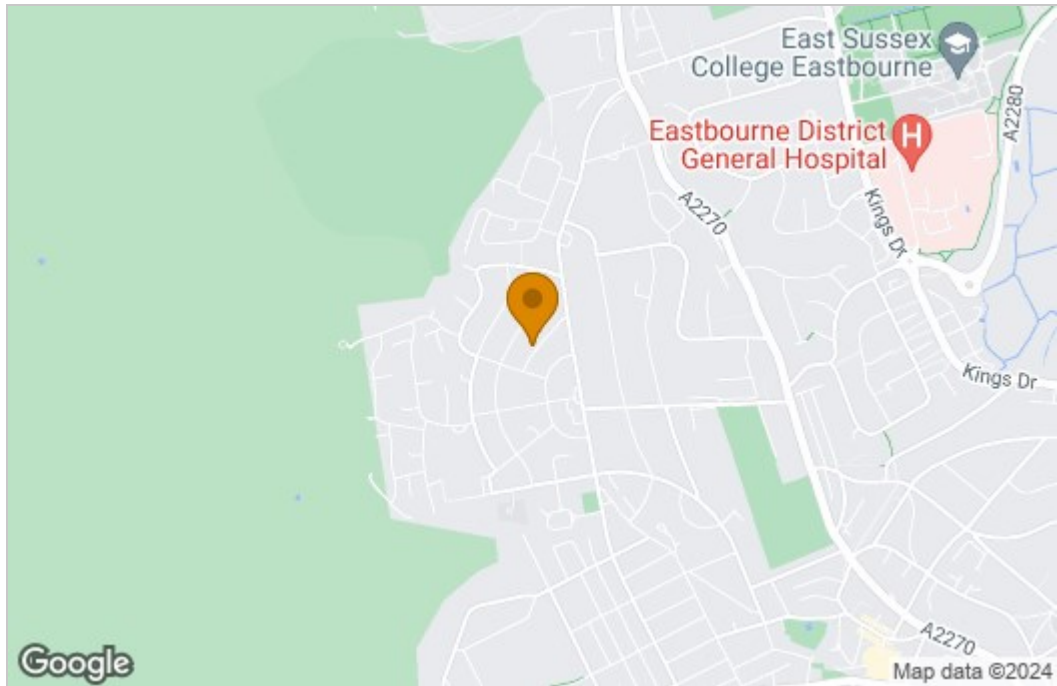 East Sussex
College Eastbourne
A2280
Eastbourne District
General Hospital
H
A2270
Kings Dr
Kings Dr
A2270
Google
Map data ©2024